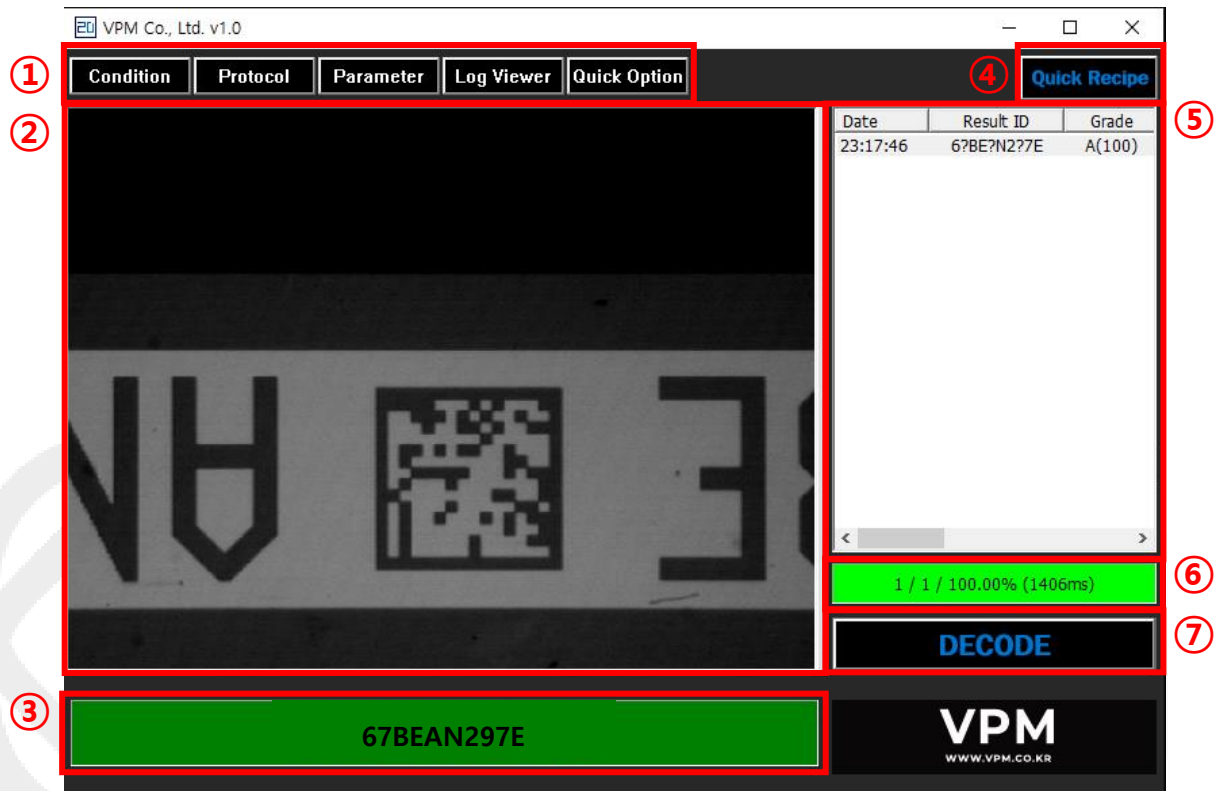 VPM Co., Ltd. v1.0
① Condition Protocol Parameter Log Viewer Quick Option ④ Quick Recipe
② ⑤
Date Result ID Grade
23:17:46 6?BE?N2?7E A(100)
⑥ 1 / 1 / 100.00% (1406ms)
⑦ DECODE
③ 67BEAN297E
VPM
WWW.VPM.CO.KR